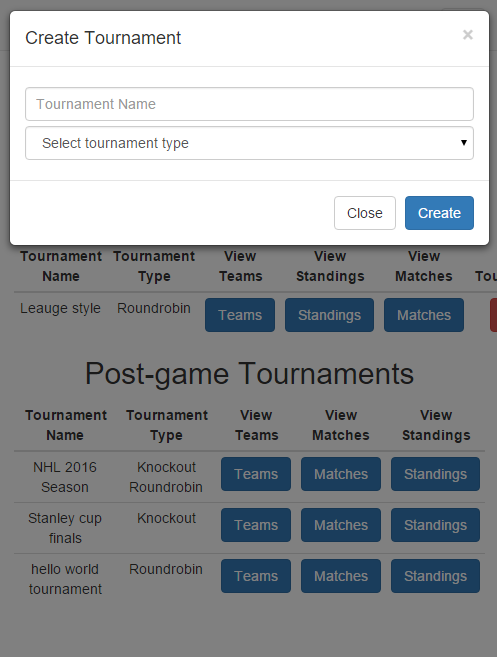 Create Tournament ×
Tournament Name
Select tournament type
Close Create
Tournament Tournament View View View
Name Type Teams Standings Matches Tou
Leauge style Roundrobin Teams Standings Matches
Post-game Tournaments
Tournament Tournament View View View
Name Type Teams Matches Standings
NHL 2016 Knockout Teams Matches Standings
Season Roundrobin
Stanley cup Knockout Teams Matches Standings
finals
hello world Roundrobin Teams Matches Standings
tournament